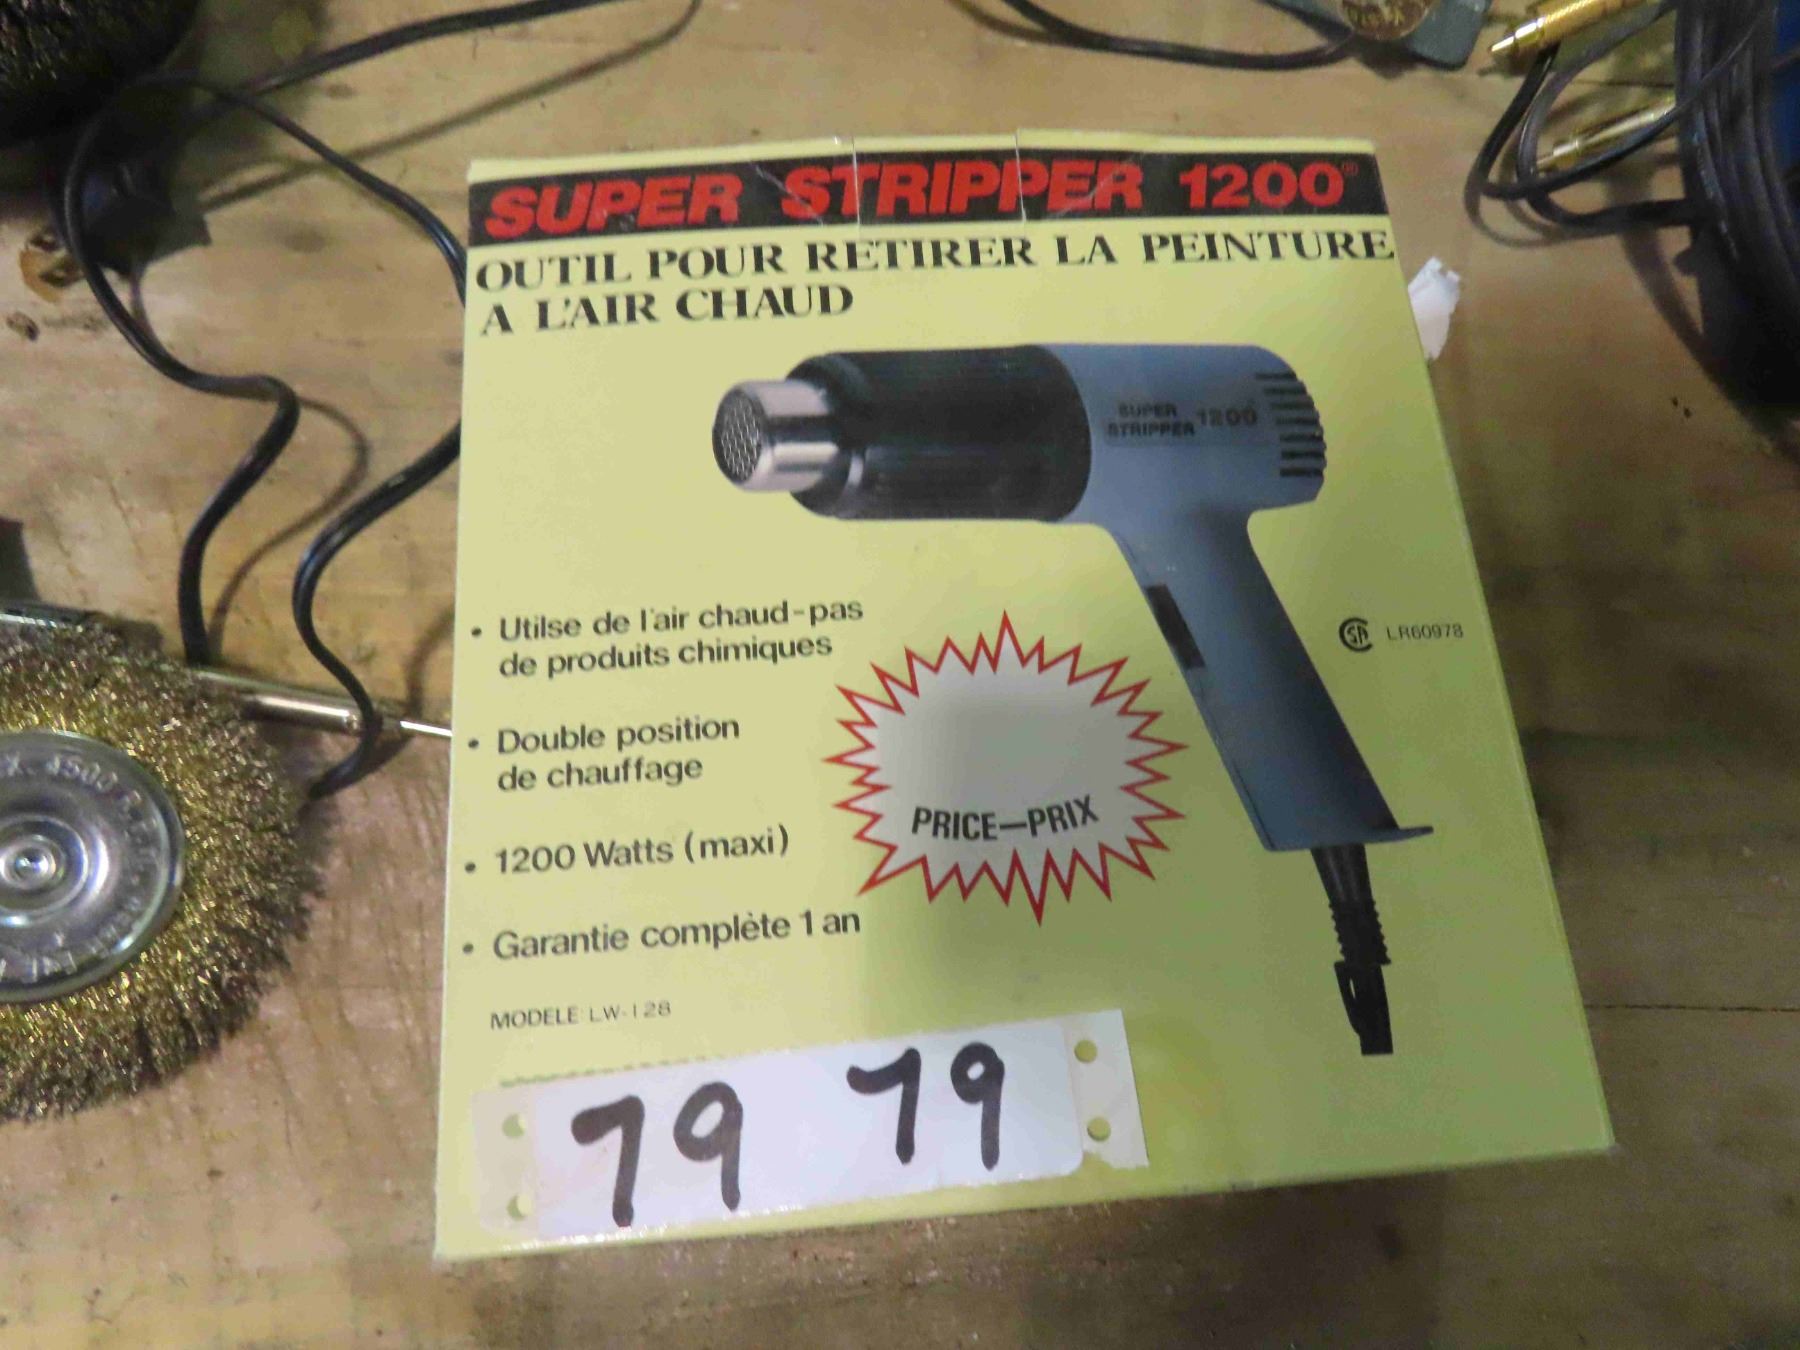 SUPER STRIPPER 1200®
OUTIL POUR RETIRER LA PEINTURE
A L'AIR CHAUD
SUPER
STRIPPER 1200
• Utilse de l'air chaud-pas
de produits chimiques
• Double position
de chauffage
• 1200 Watts (maxi)
• Garantie complète 1 an
MODELE: LW-128
PRICE—PRIX
CSA LR60978
79 79
4500 R.P.M.